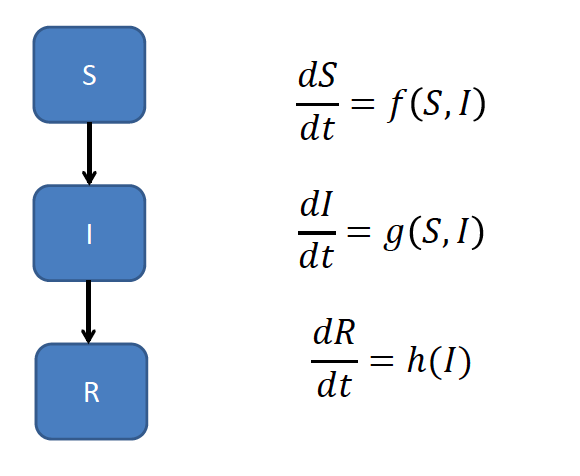 S
dS/dt = f(S, I)
I
dI/dt = g(S, I)
R
dR/dt = h(I)